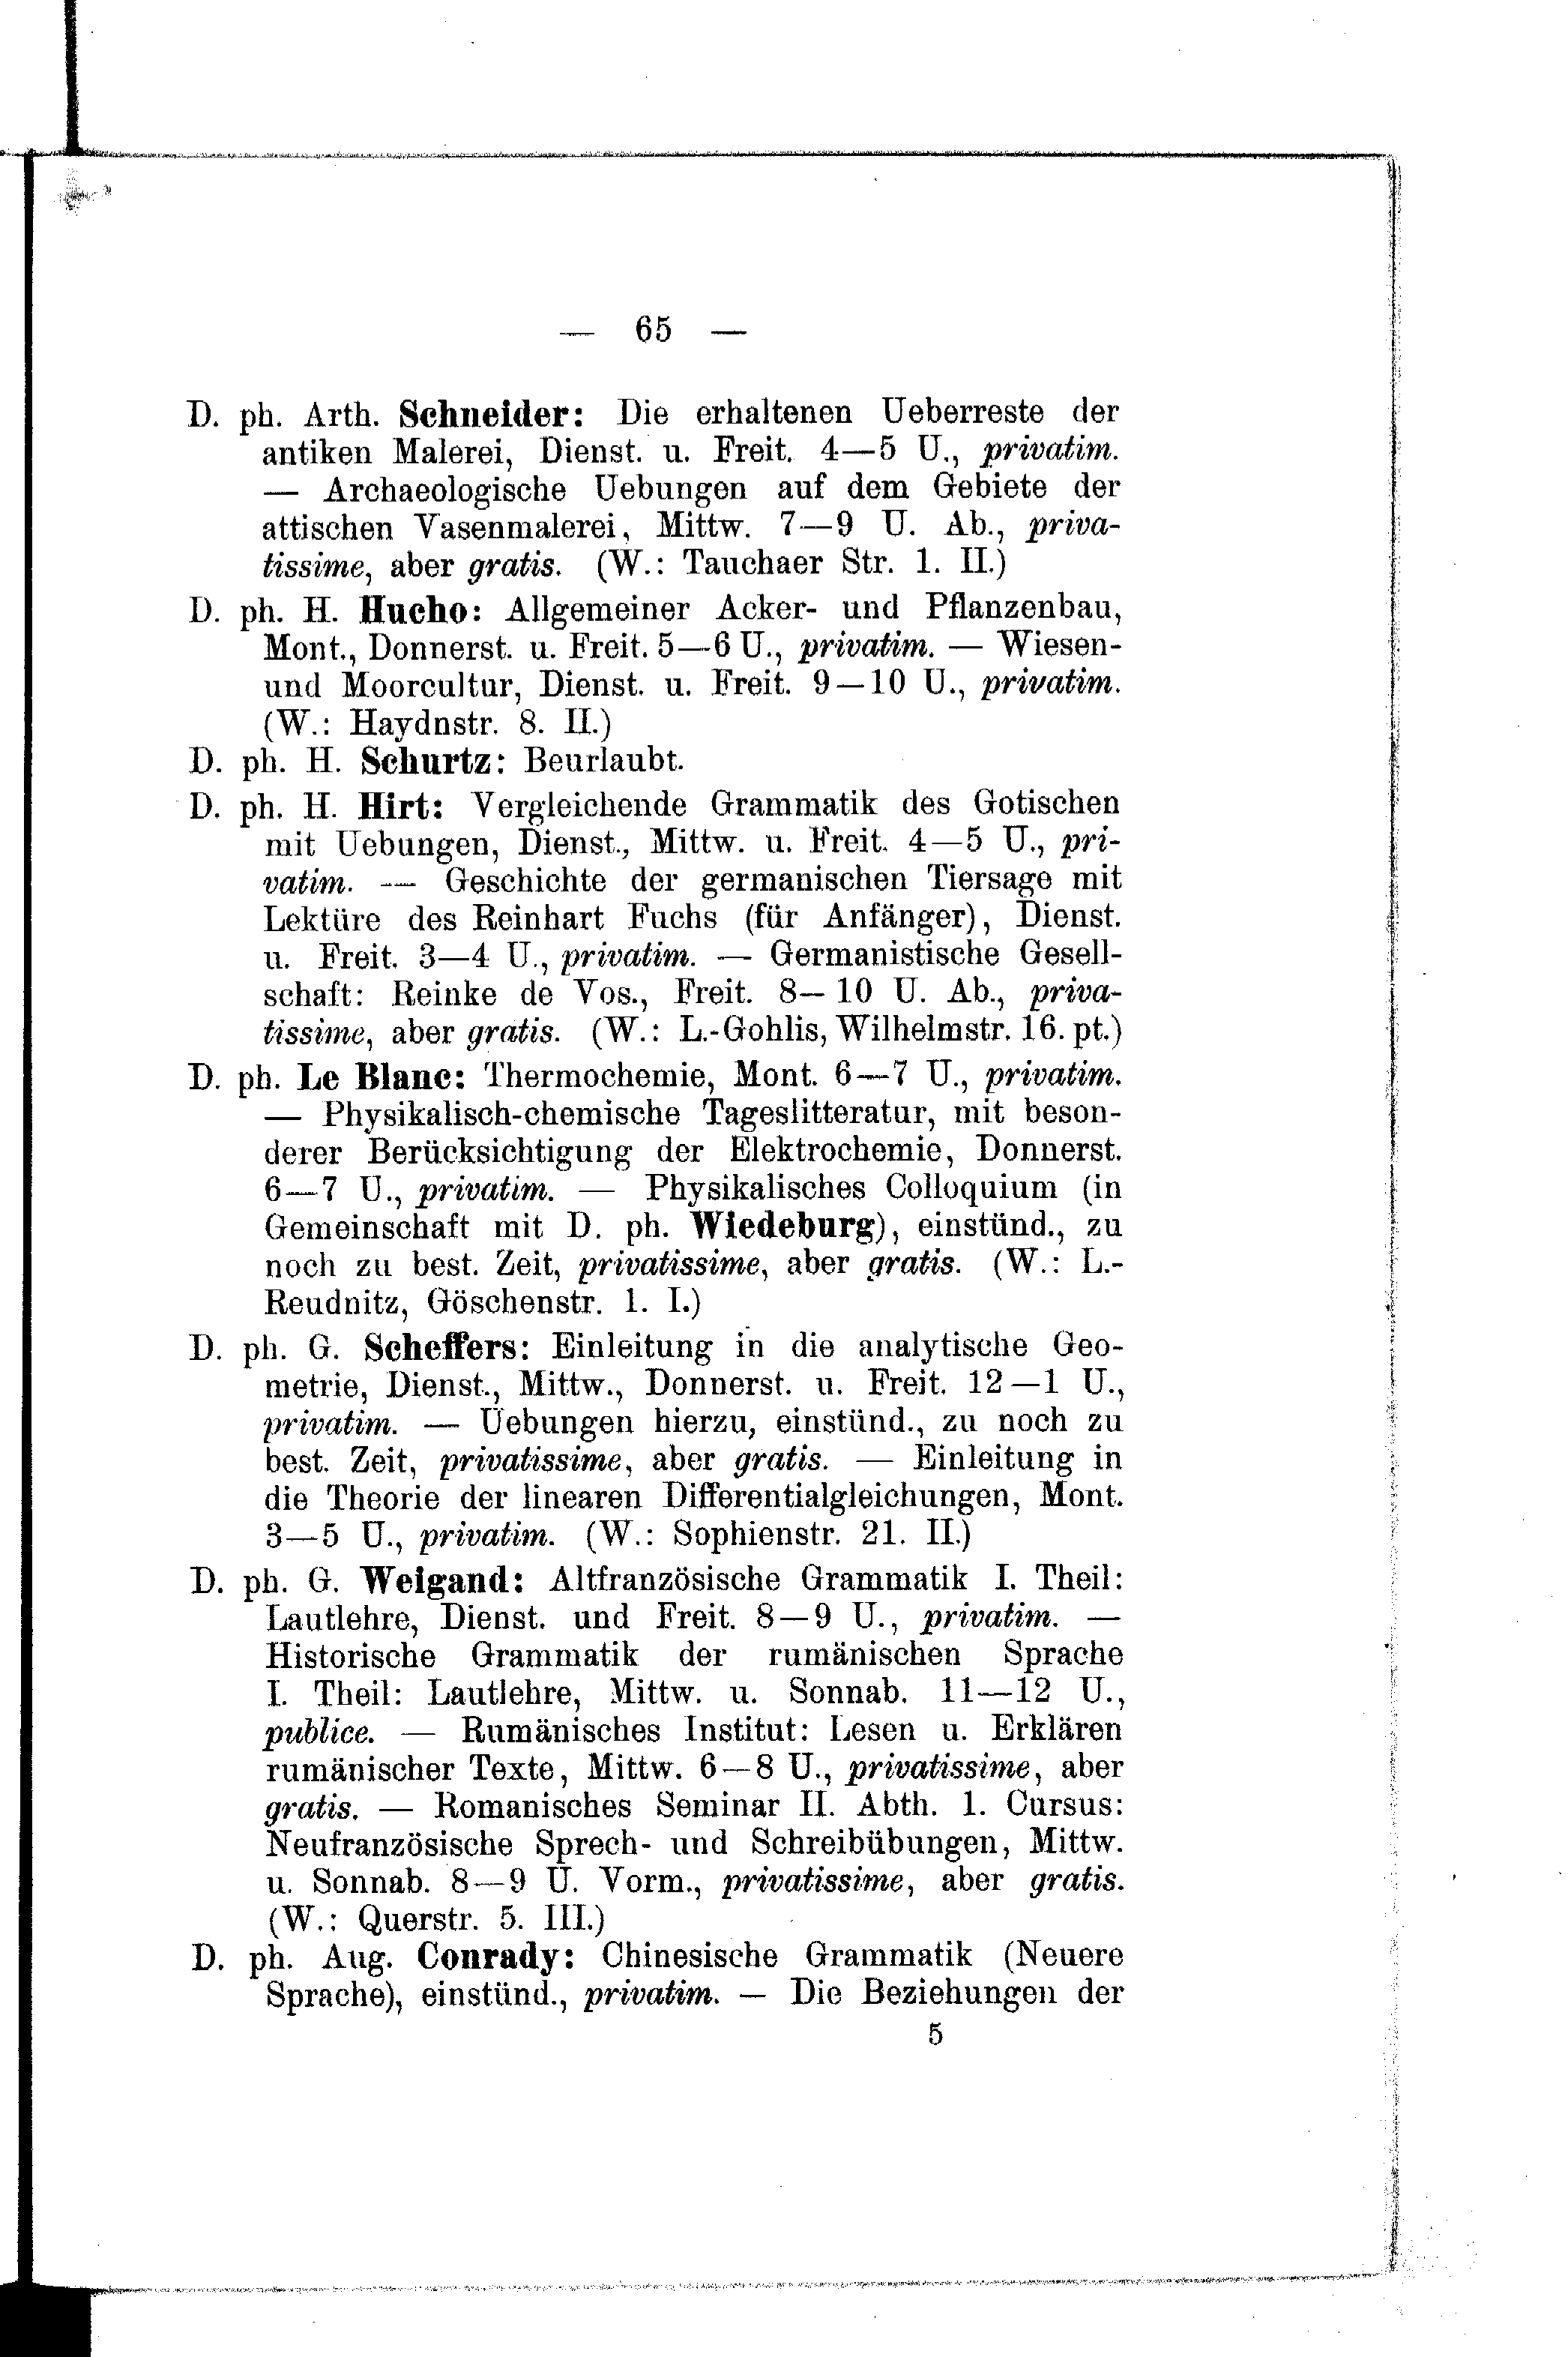 — 65 —
D. ph. Arth. Schneider: Die erhaltenen Ueberreste der
antiken Malerei, Dienst. u. Freit. 4—5 U., privatim.
— Archaeologische Uebungen auf dem Gebiete der
attischen Vasenmalerei, Mittw. 7—9 U. Ab., priva-
tissime, aber gratis. (W.: Tauchaer Str. 1. II.)
D. ph. H. Hucho: Allgemeiner Acker- und Pflanzenbau,
Mont., Donnerst. u. Freit. 5—6 U., privatim. — Wiesen-
und Moorcultur, Dienst. u. Freit. 9—10 U., privatim.
(W.: Haydnstr. 8. II.)
D. ph. H. Schurtz: Beurlaubt.
D. ph. H. Hirt: Vergleichende Grammatik des Gotischen
mit Uebungen, Dienst., Mittw. u. Freit. 4—5 U., pri-
vatim. — Geschichte der germanischen Tiersage mit
Lektüre des Reinhart Fuchs (für Anfänger), Dienst.
u. Freit. 3—4 U., privatim. — Germanistische Gesell-
schaft: Reinke de Vos., Freit. 8—10 U. Ab., priva-
tissime, aber gratis. (W.: L.-Gohlis, Wilhelmstr. 16. pt.)
D. ph. Le Blanc: Thermochemie, Mont. 6—7 U., privatim.
— Physikalisch-chemische Tageslitteratur, mit beson-
derer Berücksichtigung der Elektrochemie, Donnerst.
6—7 U., privatim. — Physikalisches Colloquium (in
Gemeinschaft mit D. ph. Wiedeburg), einstünd., zu
noch zu best. Zeit, privatissime, aber gratis. (W.: L.-
Reudnitz, Göschenstr. 1. I.)
D. ph. G. Scheffers: Einleitung in die analytische Geo-
metrie, Dienst., Mittw., Donnerst. u. Freit. 12—1 U.,
privatim. — Uebungen hierzu, einstünd., zu noch zu
best. Zeit, privatissime, aber gratis. — Einleitung in
die Theorie der linearen Differentialgleichungen, Mont.
3—5 U., privatim. (W.: Sophienstr. 21. II.)
D. ph. G. Weigand: Altfranzösische Grammatik I. Theil:
Lautlehre, Dienst. und Freit. 8—9 U., privatim. —
Historische Grammatik der rumänischen Sprache
I. Theil: Lautlehre, Mittw. u. Sonnab. 11—12 U.,
publice. — Rumänisches Institut: Lesen u. Erklären
rumänischer Texte, Mittw. 6—8 U., privatissime, aber
gratis. — Romanisches Seminar II. Abth. 1. Cursus:
Neufranzösische Sprech- und Schreibübungen, Mittw.
u. Sonnab. 8—9 U. Vorm., privatissime, aber gratis.
(W.: Querstr. 5. III.)
D. ph. Aug. Conrady: Chinesische Grammatik (Neuere
Sprache), einstünd., privatim. — Die Beziehungen der
5